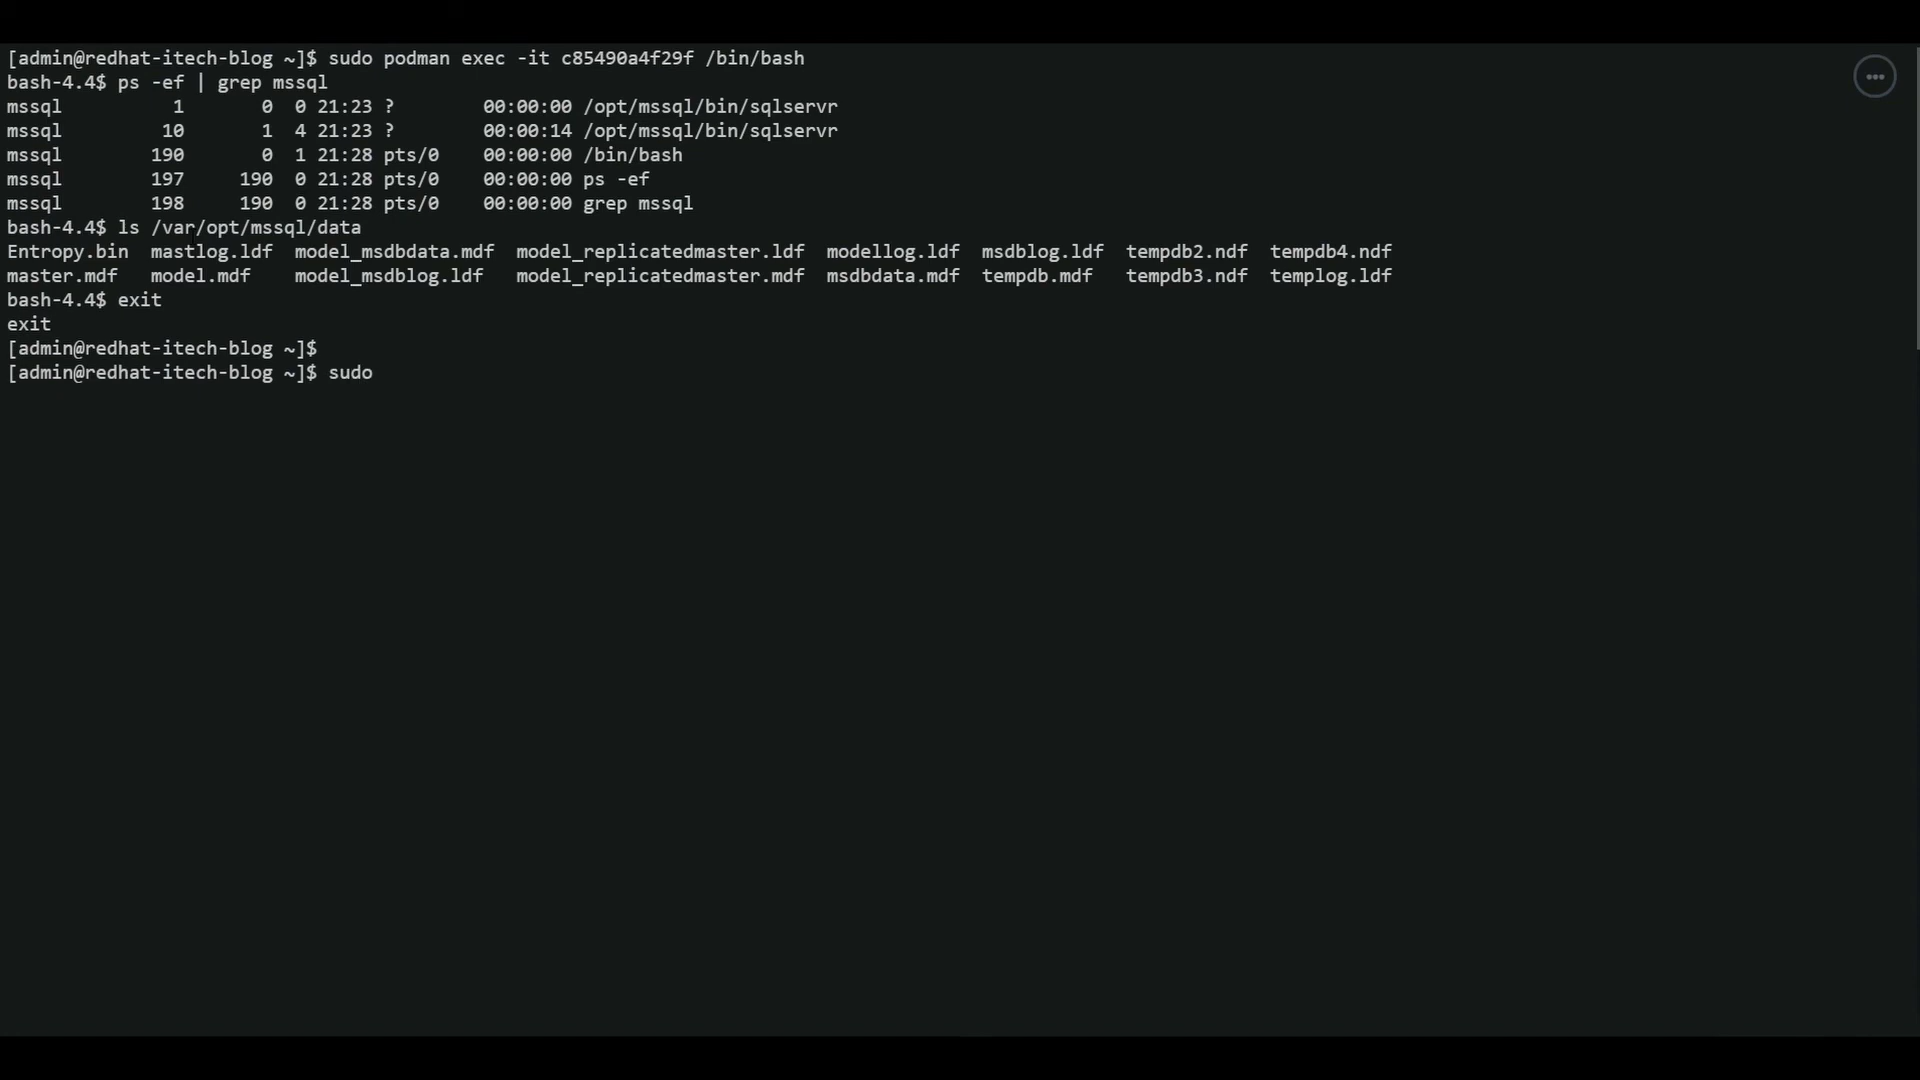 [admin@redhat-itech-blog ~]$ sudo podman exec -it c85490a4f29f /bin/bash
bash-4.4$ ps -ef | grep mssql
mssql         1       0  0 21:23 ?        00:00:00 /opt/mssql/bin/sqlservr
mssql        10       1  4 21:23 ?        00:00:14 /opt/mssql/bin/sqlservr
mssql       190       0  1 21:28 pts/0    00:00:00 /bin/bash
mssql       197     190  0 21:28 pts/0    00:00:00 ps -ef
mssql       198     190  0 21:28 pts/0    00:00:00 grep mssql
bash-4.4$ ls /var/opt/mssql/data
Entropy.bin  mastlog.ldf  model_msdbdata.mdf  model_replicatedmaster.ldf  modellog.ldf  msdblog.ldf  tempdb2.ndf  tempdb4.ndf
master.mdf   model.mdf    model_msdblog.ldf   model_replicatedmaster.mdf  msdbdata.mdf  tempdb.mdf   tempdb3.ndf  templog.ldf
bash-4.4$ exit
exit
[admin@redhat-itech-blog ~]$
[admin@redhat-itech-blog ~]$ sudo